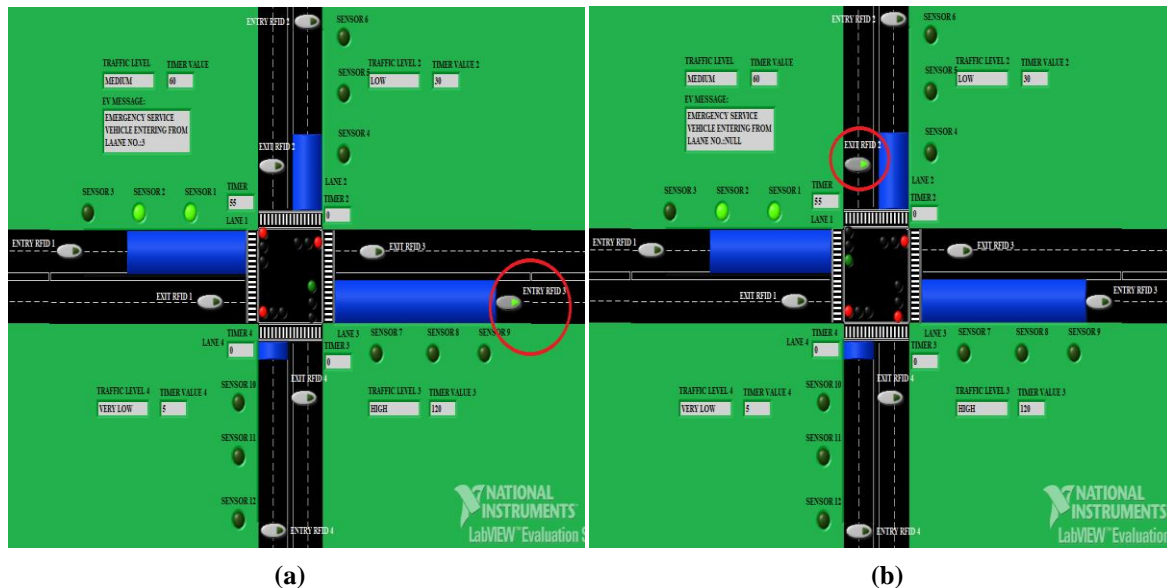 ENTRY RFID 2
SENSOR 6
TRAFFIC LEVEL
TIMER VALUE
SENSOR 5
TRAFFIC LEVEL 2
TIMER VALUE 2
MEDIUM
60
LOW
30
EV MESSAGE:
EMERGENCY SERVICE
VEHICLE ENTERING FROM
LAANE NO.:3
SENSOR 4
EXIT RFID 2
LANE 2
SENSOR 3
SENSOR 2
SENSOR 1
TIMER
55
TIMER 2
0
LANE 1
ENTRY RFID 1
EXIT RFID 3
EXIT RFID 1
ENTRY RFID 3
TIMER 4
LANE 4
0
LANE 3
TIMER 3
0
SENSOR 7
SENSOR 8
SENSOR 9
TRAFFIC LEVEL 4
TIMER VALUE 4
VERY LOW
5
SENSOR 10
EXIT RFID 4
TRAFFIC LEVEL 3
TIMER VALUE 3
HIGH
120
SENSOR 11
SENSOR 12
ENTRY RFID 4
NATIONAL
INSTRUMENTS
LabVIEW™ Evaluation S
(a)
ENTRY RFID 2
SENSOR 6
TRAFFIC LEVEL
TIMER VALUE
SENSOR 5
TRAFFIC LEVEL 2
TIMER VALUE 2
MEDIUM
60
LOW
30
EV MESSAGE:
EMERGENCY SERVICE
VEHICLE ENTERING FROM
LAANE NO.:NULL
SENSOR 4
EXIT RFID 2
LANE 2
SENSOR 3
SENSOR 2
SENSOR 1
TIMER
55
TIMER 2
0
LANE 1
ENTRY RFID 1
EXIT RFID 3
EXIT RFID 1
ENTRY RFID 3
TIMER 4
LANE 4
0
LANE 3
TIMER 3
0
SENSOR 7
SENSOR 8
SENSOR 9
TRAFFIC LEVEL 4
TIMER VALUE 4
VERY LOW
5
SENSOR 10
EXIT RFID 4
TRAFFIC LEVEL 3
TIMER VALUE 3
HIGH
120
SENSOR 11
SENSOR 12
ENTRY RFID 4
NATIONAL
INSTRUMENTS
LabVIEW™ Evaluation
(b)